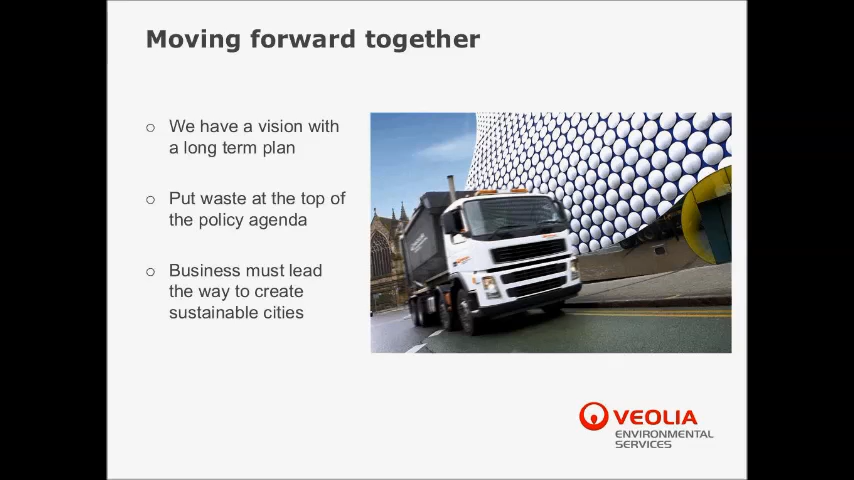 Moving forward together
We have a vision with
a long term plan
Put waste at the top of
the policy agenda
Business must lead
the way to create
sustainable cities
VEOLIA
ENVIRONMENTAL
SERVICES